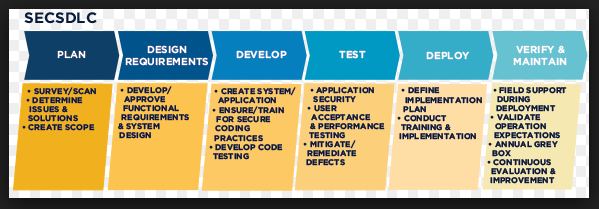 SECSDLC
PLAN
DESIGN
REQUIREMENTS
DEVELOP
TEST
DEPLOY
VERIFY &
MAINTAIN
• SURVEY/SCAN
• DETERMINE
ISSUES &
SOLUTIONS
• CREATE SCOPE
• DEVELOP/
APPROVE
FUNCTIONAL
REQUIREMENTS
& SYSTEM
DESIGN
• CREATE SYSTEM/
APPLICATION
• ENSURE/TRAIN
FOR SECURE
CODING
PRACTICES
• DEVELOP CODE
TESTING
• APPLICATION
SECURITY
• USER
ACCEPTANCE
& PERFORMANCE
TESTING
• MITIGATE/
REMEDIATE
DEFECTS
• DEFINE
IMPLEMENTATION
PLAN
• CONDUCT
TRAINING &
IMPLEMENTATION
• FIELD SUPPORT
DURING
DEPLOYMENT
• VALIDATE
OPERATION
EXPECTATIONS
• ANNUAL GREY
BOX
• CONTINUOUS
EVALUATION &
IMPROVEMENT